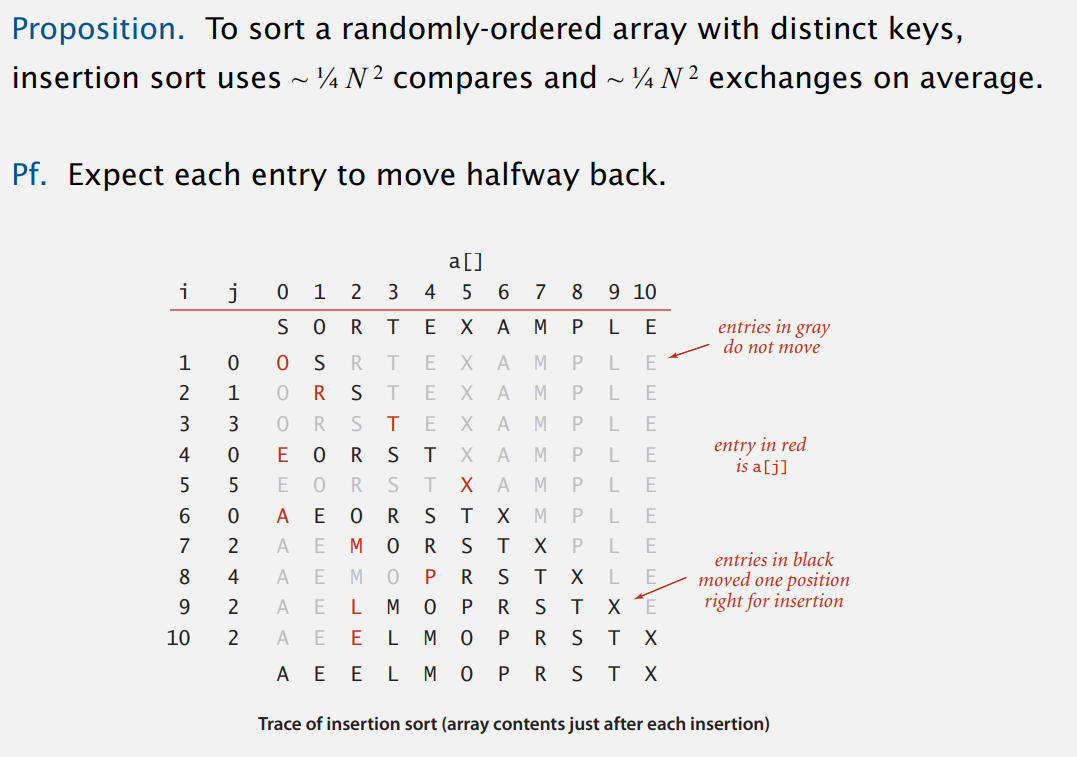 Proposition. To sort a randomly-ordered array with distinct keys,
insertion sort uses ~ ¼ N ² compares and ~ ¼ N ² exchanges on average.
Pf. Expect each entry to move halfway back.
a[]
i j 0 1 2 3 4 5 6 7 8 9 10
S O R T E X A M P L E
1 0 O S R T E X A M P L E
2 1 O R S T E X A M P L E
3 3 O R S T E X A M P L E
4 0 E O R S T X A M P L E
5 5 E O R S T X A M P L E
6 0 A E O R S T X M P L E
7 2 A E M O R S T X P L E
8 4 A E M O P R S T X L E
9 2 A E L M O P R S T X E
10 2 A E E L M O P R S T X
A E E L M O P R S T X
entries in gray
do not move
entry in red
is a[j]
entries in black
moved one position
right for insertion
Trace of insertion sort (array contents just after each insertion)